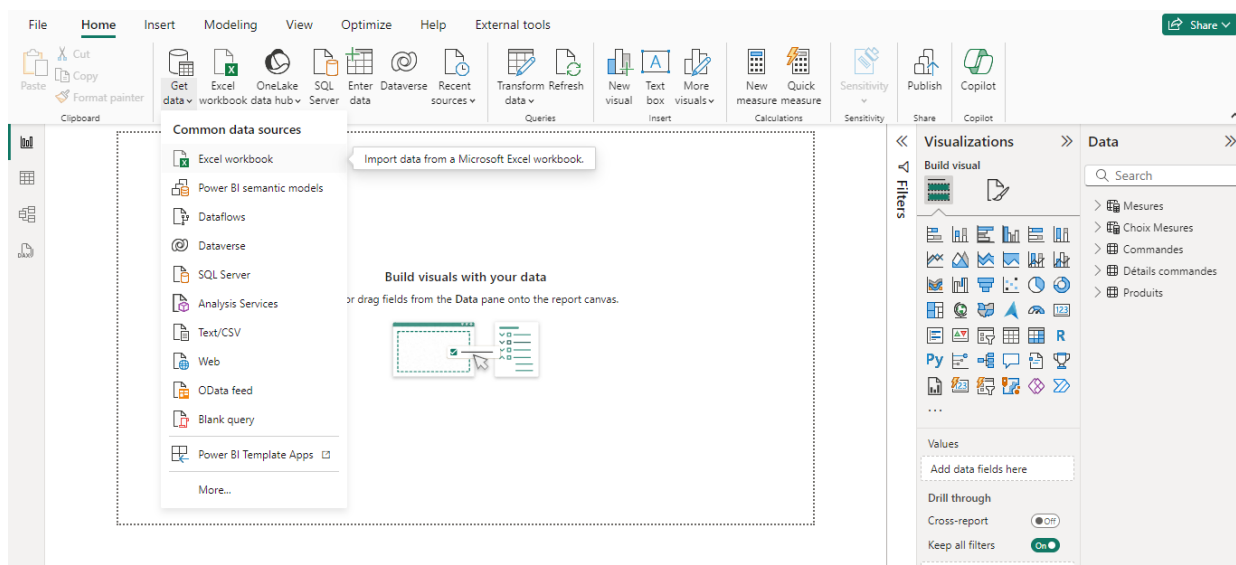 File Home Insert Modeling View Optimize Help External tools
Share
Paste
Cut
Copy
Format painter
Clipboard
Get data
Excel workbook
OneLake data hub
SQL Server
Enter data
Dataverse
Recent sources
Transform data
Refresh
Queries
New visual
Text box
More visuals
Insert
New measure
Quick measure
Calculations
Sensitivity
Sensitivity
Publish
Share
Copilot
Copilot
Common data sources
Excel workbook
Import data from a Microsoft Excel workbook.
Power BI semantic models
Dataflows
Dataverse
SQL Server
Analysis Services
Text/CSV
Web
OData feed
Blank query
Power BI Template Apps
More...
Build visuals with your data
or drag fields from the Data pane onto the report canvas.
Filters
Visualizations
Build visual
123
R
Py
123
...
Values
Add data fields here
Drill through
Cross-report Off
Keep all filters On
Data
Search
Mesures
Choix Mesures
Commandes
Détails commandes
Produits